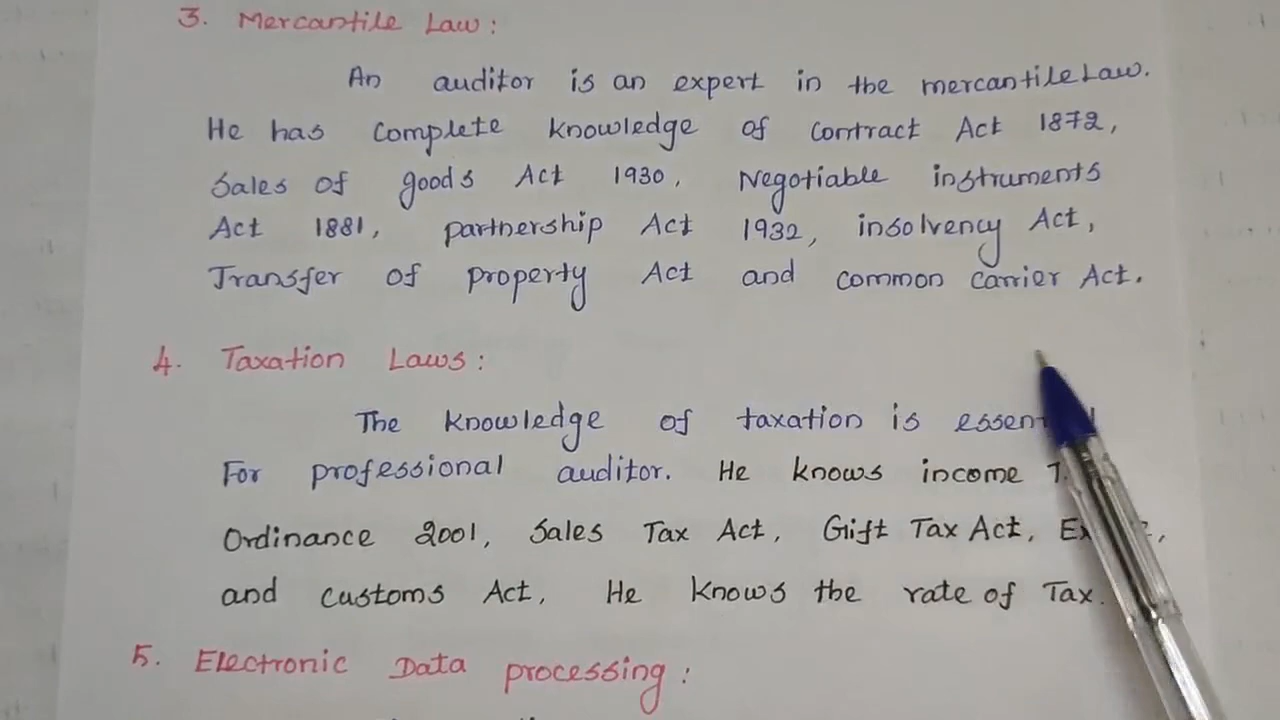 3. Mercantile Law :
An auditor is an expert in the mercantile Law.
He has complete knowledge of contract Act 1872,
Sales of goods Act 1930, Negotiable instruments
Act 1881, partnership Act 1932, insolvency Act,
Transfer of property Act and common carrier Act.
4. Taxation Laws :
The knowledge of taxation is
For professional auditor. He knows income
Ordinance 2001, Sales Tax Act, Gift Tax Act,
and customs Act, He knows the rate of Tax.
5. Electronic Data processing :